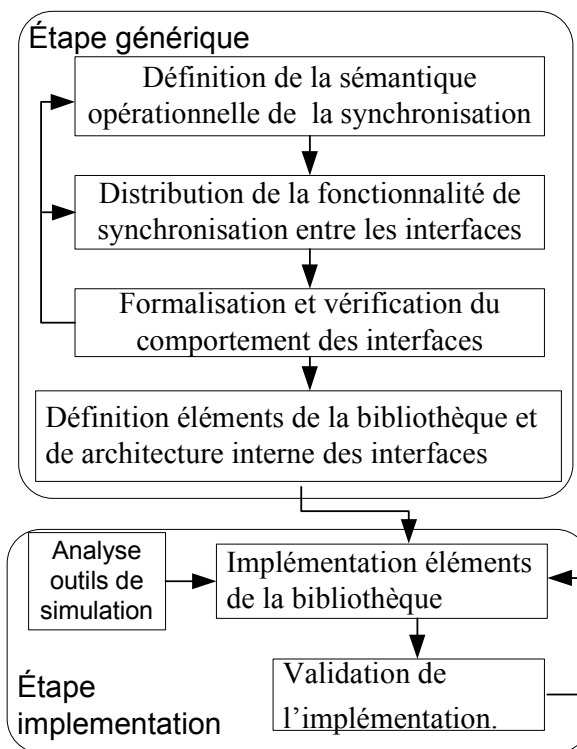 Étape générique
Définition de la sémantique
opérationnelle de la synchronisation
Distribution de la fonctionnalité de
synchronisation entre les interfaces
Formalisation et vérification du
comportement des interfaces
Définition éléments de la bibliothèque et
de architecture interne des interfaces
Analyse
outils de
simulation
Implémentation éléments
de la bibliothèque
Validation de
l’implémentation.
Étape
implementation